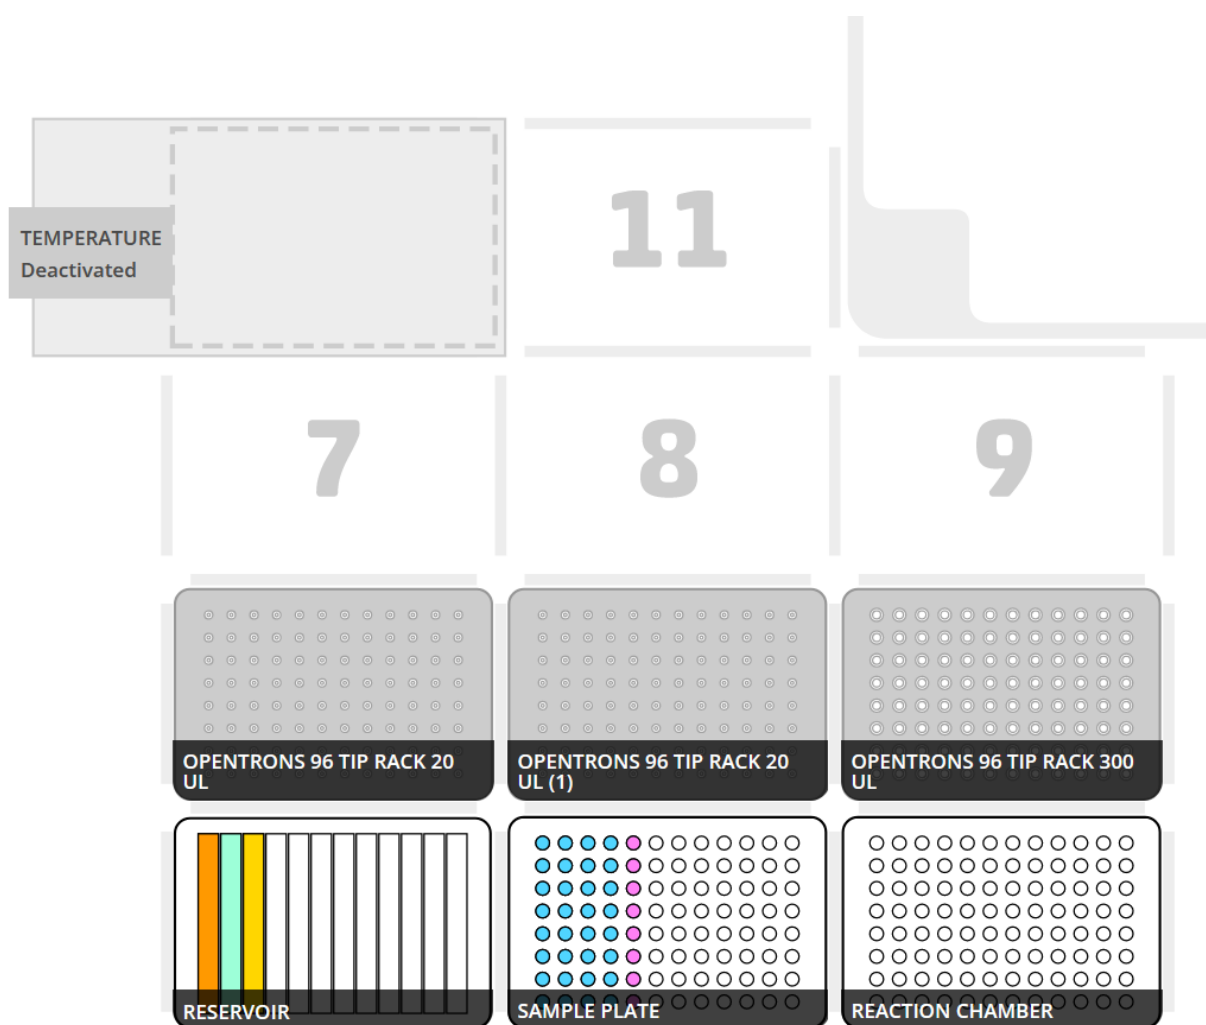 11
TEMPERATURE
Deactivated
7
8
9
OPENTRONS 96 TIP RACK 20
UL
OPENTRONS 96 TIP RACK 20
UL (1)
OPENTRONS 96 TIP RACK 300
UL
RESERVOIR
SAMPLE PLATE
REACTION CHAMBER